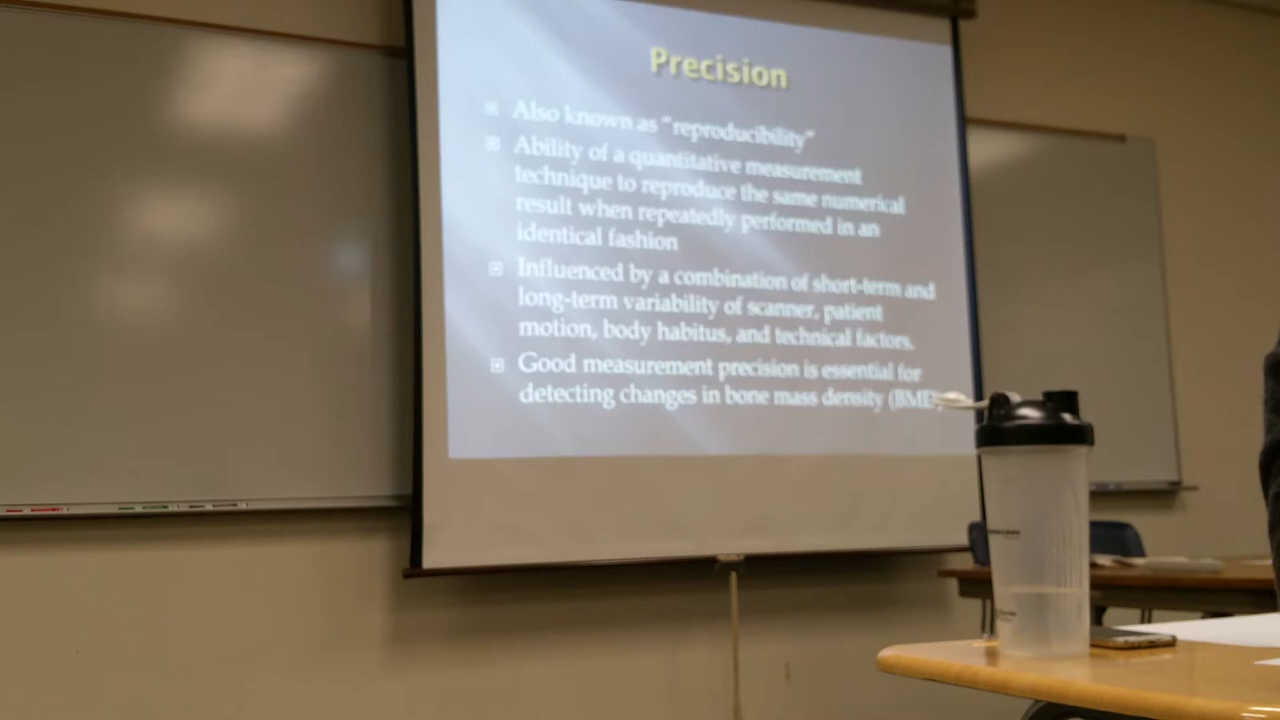 Precision
Also known as "reproducibility"
Ability of a quantitative measurement
technique to reproduce the same numerical
result when repeatedly performed in an
identical fashion
Influenced by a combination of short-term and
long-term variability of scanner, patient
motion, body habitus, and technical factors.
Good measurement precision is essential for
detecting changes in bone mass density (BMD